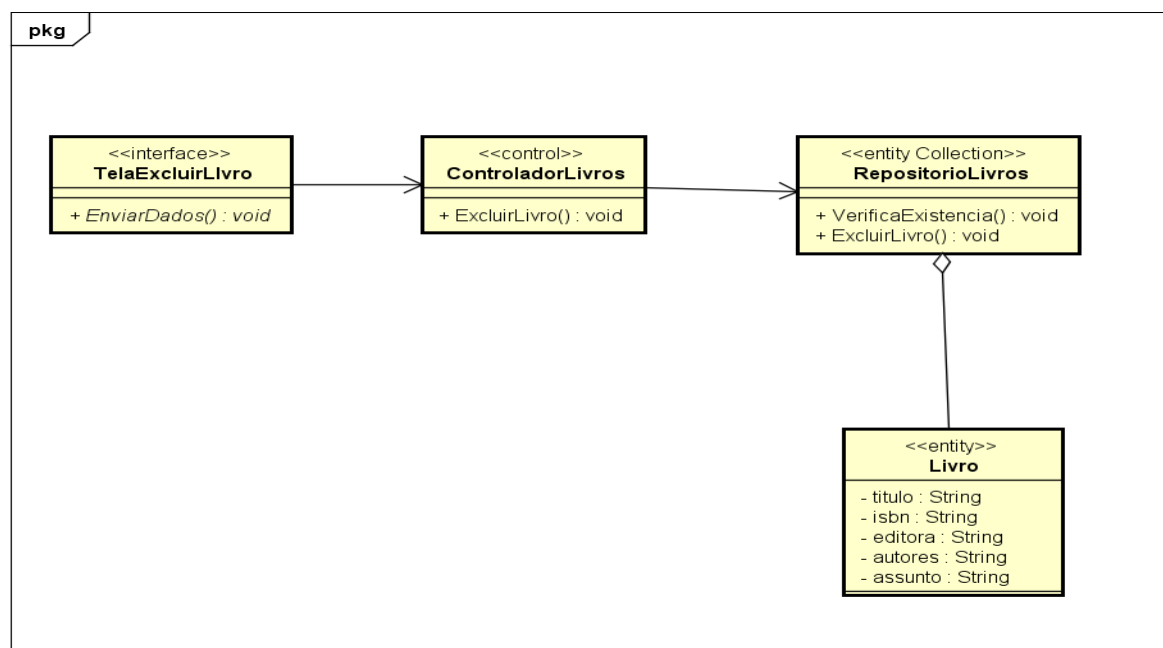 pkg
<<interface>>
TelaExcluirLIvro
+ EnviarDados() : void
<<control>>
ControladorLivros
+ ExcluirLivro() : void
<<entity Collection>>
RepositorioLivros
+ VerificaExistencia() : void
+ ExcluirLivro() : void
<<entity>>
Livro
- titulo : String
- isbn : String
- editora : String
- autores : String
- assunto : String